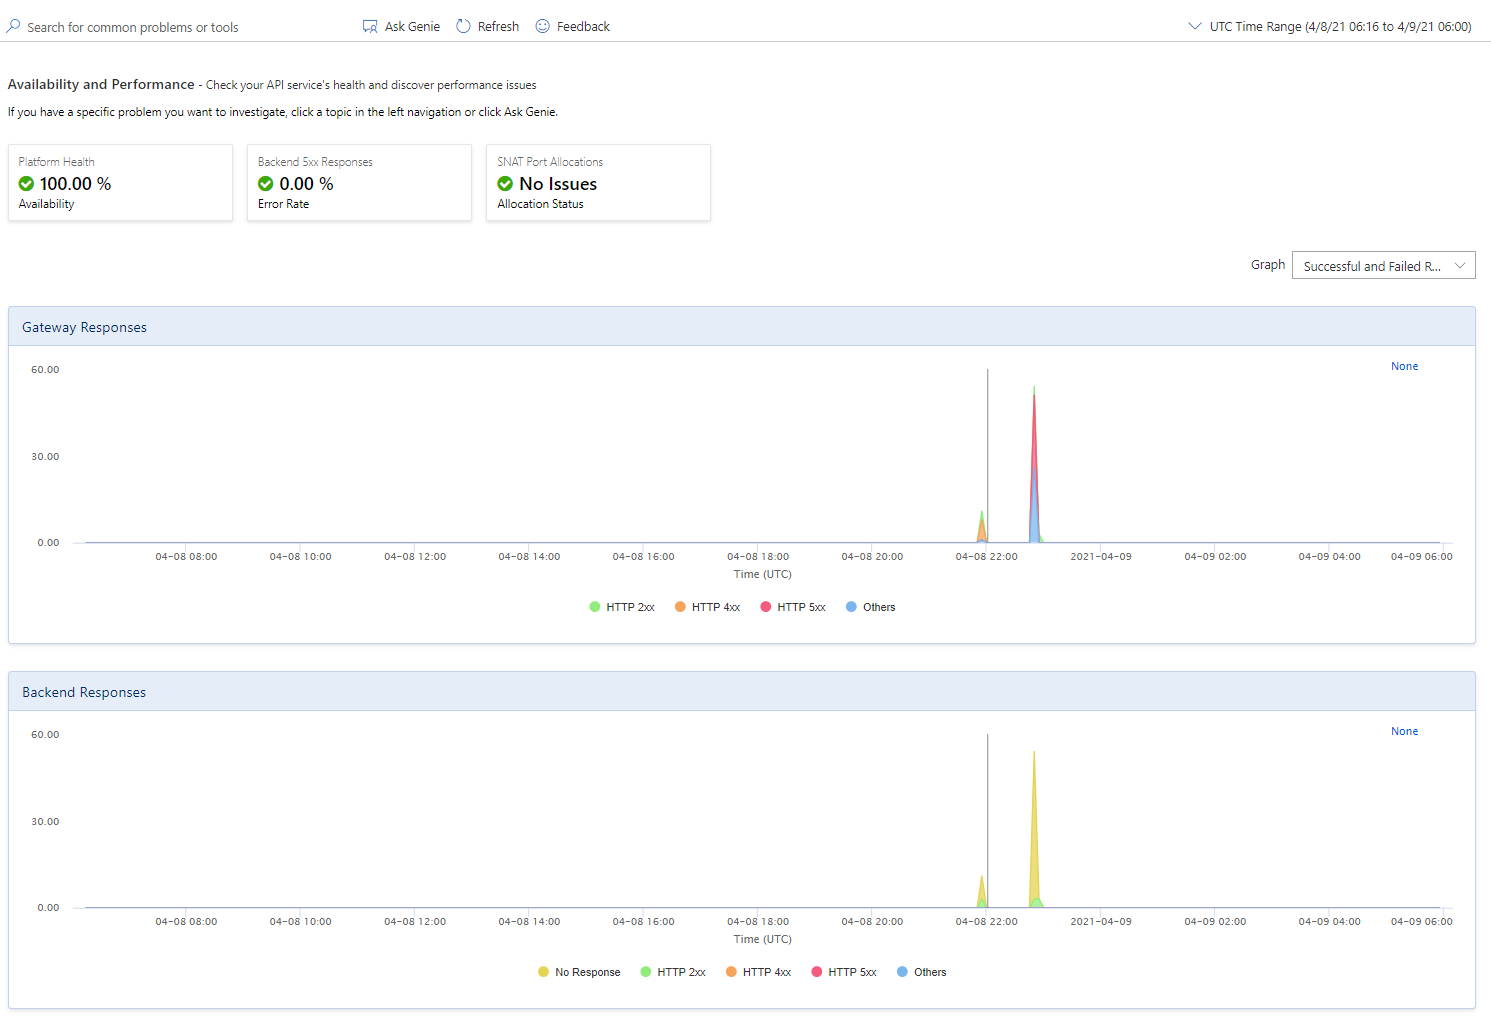 Search for common problems or tools
Ask Genie
Refresh
Feedback
UTC Time Range (4/8/21 06:16 to 4/9/21 06:00)
Availability and Performance - Check your API service's health and discover performance issues
If you have a specific problem you want to investigate, click a topic in the left navigation or click Ask Genie.
Platform Health
100.00 %
Availability
Backend 5xx Responses
0.00 %
Error Rate
SNAT Port Allocations
No Issues
Allocation Status
Graph
Successful and Failed R...
Gateway Responses
None
60.00
30.00
0.00
04-08 08:00 04-08 10:00 04-08 12:00 04-08 14:00 04-08 16:00 04-08 18:00 04-08 20:00 04-08 22:00 2021-04-09 04-09 02:00 04-09 04:00 04-09 06:00
Time (UTC)
HTTP 2xx HTTP 4xx HTTP 5xx Others
Backend Responses
None
60.00
30.00
0.00
04-08 08:00 04-08 10:00 04-08 12:00 04-08 14:00 04-08 16:00 04-08 18:00 04-08 20:00 04-08 22:00 2021-04-09 04-09 02:00 04-09 04:00 04-09 06:00
Time (UTC)
No Response HTTP 2xx HTTP 4xx HTTP 5xx Others